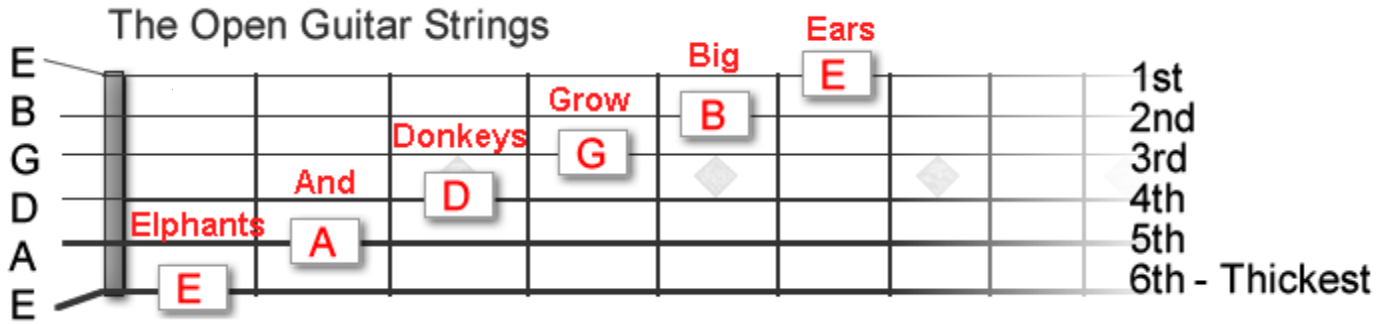 The Open Guitar Strings
E
B
G
D
A
E
Elphants
And
Donkeys
Grow
Big
Ears
E
A
D
G
B
E
1st
2nd
3rd
4th
5th
6th - Thickest